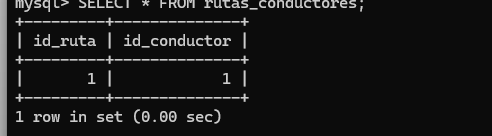 mysql> SELECT * FROM rutas_conductores;
+---------+--------------+
| id_ruta | id_conductor |
+---------+--------------+
|       1 |            1 |
+---------+--------------+
1 row in set (0.00 sec)